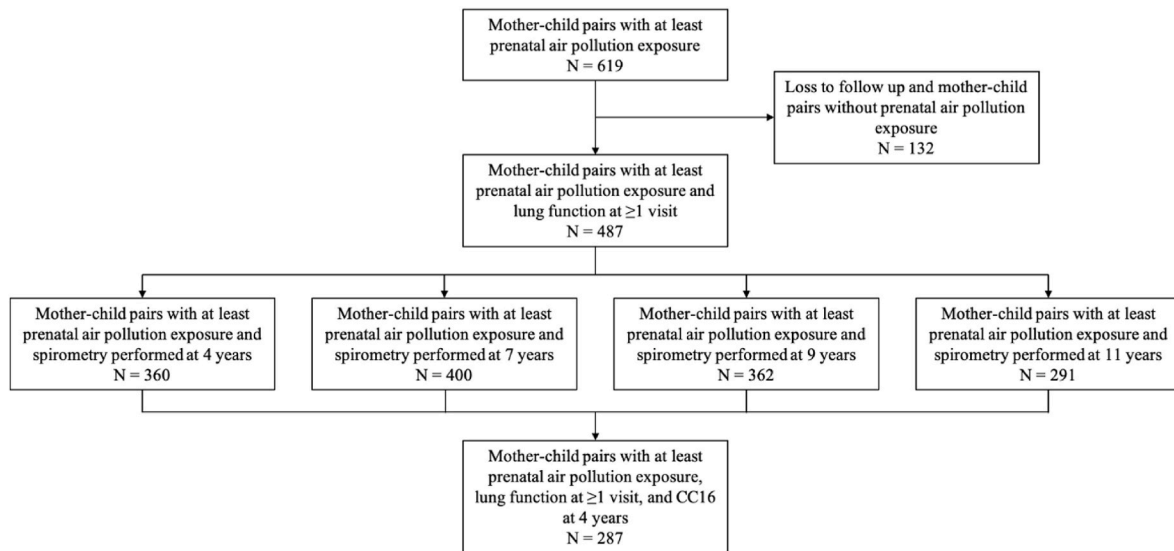 Mother-child pairs with at least
prenatal air pollution exposure
N = 619
Loss to follow up and mother-child
pairs without prenatal air pollution
exposure
N = 132
Mother-child pairs with at least
prenatal air pollution exposure and
lung function at ≥1 visit
N = 487
Mother-child pairs with at least
prenatal air pollution exposure and
spirometry performed at 4 years
N = 360
Mother-child pairs with at least
prenatal air pollution exposure and
spirometry performed at 7 years
N = 400
Mother-child pairs with at least
prenatal air pollution exposure and
spirometry performed at 9 years
N = 362
Mother-child pairs with at least
prenatal air pollution exposure and
spirometry performed at 11 years
N = 291
Mother-child pairs with at least
prenatal air pollution exposure,
lung function at ≥1 visit, and CC16
at 4 years
N = 287